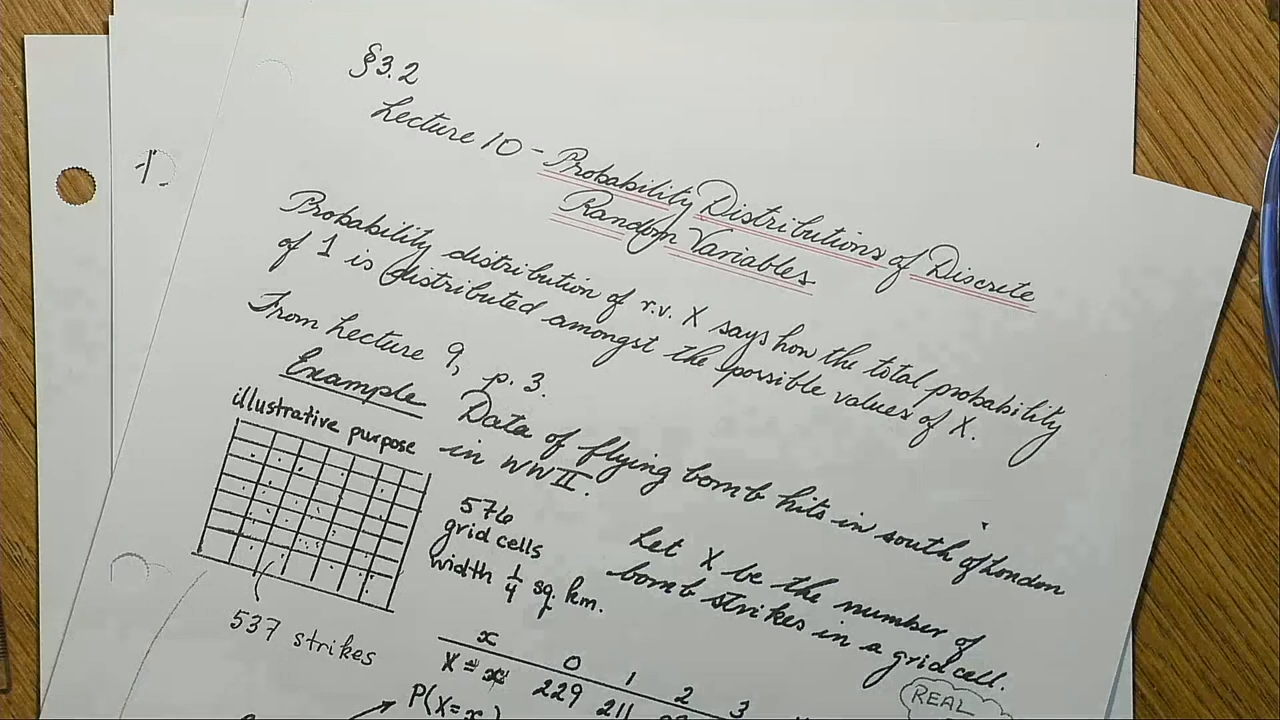 §3.2
Lecture 10 - Probability Distributions of Discrete
Random Variables
Probability distribution of r.v. X says how the total probability
of 1 is distributed amongst the possible values of X.
From Lecture 9, p. 3.
Example Data of flying bomb hits in south of London
in WWII.
illustrative purpose
576
grid cells
width 1/4 sq. km.
Let X be the number of
bomb strikes in a grid cell.
537 strikes
x 0 1 2 3
X = x 229 211
P(X=x)
REAL